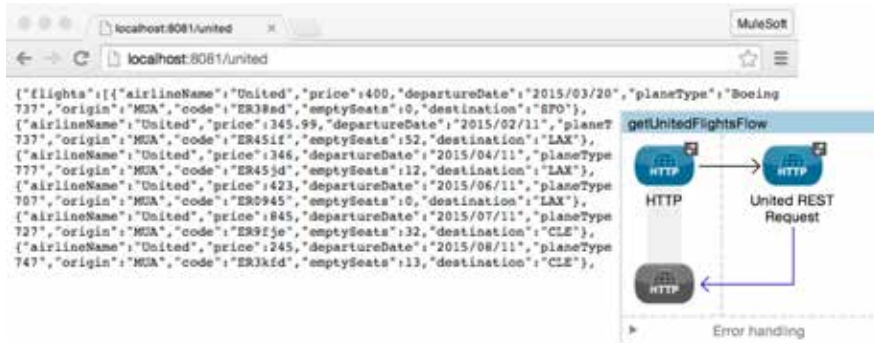 localhost:8081/united
MuleSoft
localhost:8081/united
{"flights":[{"airlineName":"United","price":400,"departureDate":"2015/03/20","planeType":"Boeing
737","origin":"MUA","code":"ER38sd","emptySeats":0,"destination":"SFO"},
{"airlineName":"United","price":345.99,"departureDate":"2015/02/11","planeT
737","origin":"MUA","code":"ER45if","emptySeats":52,"destination":"LAX"},
{"airlineName":"United","price":346,"departureDate":"2015/04/11","planeType
777","origin":"MUA","code":"ER45jd","emptySeats":12,"destination":"LAX"},
{"airlineName":"United","price":423,"departureDate":"2015/06/11","planeType
707","origin":"MUA","code":"ER0945","emptySeats":0,"destination":"LAX"},
{"airlineName":"United","price":845,"departureDate":"2015/07/11","planeType
727","origin":"MUA","code":"ER9fje","emptySeats":32,"destination":"CLE"},
{"airlineName":"United","price":245,"departureDate":"2015/08/11","planeType
747","origin":"MUA","code":"ER3kfd","emptySeats":13,"destination":"CLE"},
getUnitedFlightsFlow
HTTP
HTTP
HTTP
United REST
Request
HTTP
Error handling